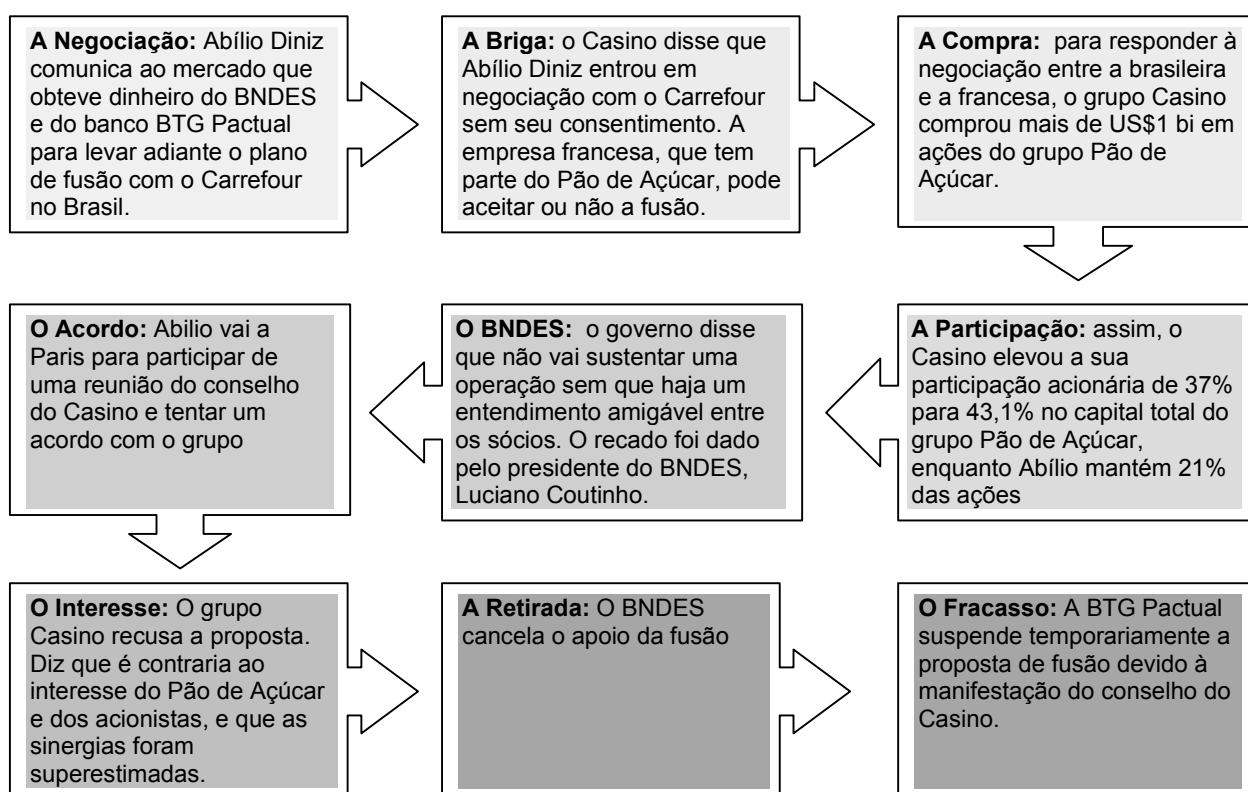 A Negociação: Abílio Diniz
comunica ao mercado que
obteve dinheiro do BNDES
e do banco BTG Pactual
para levar adiante o plano
de fusão com o Carrefour
no Brasil.
A Briga: o Casino disse que
Abílio Diniz entrou em
negociação com o Carrefour
sem seu consentimento. A
empresa francesa, que tem
parte do Pão de Açúcar, pode
aceitar ou não a fusão.
A Compra: para responder à
negociação entre a brasileira
e a francesa, o grupo Casino
comprou mais de US$1 bi em
ações do grupo Pão de
Açúcar.
A Participação: assim, o
Casino elevou a sua
participação acionária de 37%
para 43,1% no capital total do
grupo Pão de Açúcar,
enquanto Abílio mantém 21%
das ações
O BNDES: o governo disse
que não vai sustentar uma
operação sem que haja um
entendimento amigável entre
os sócios. O recado foi dado
pelo presidente do BNDES,
Luciano Coutinho.
O Acordo: Abilio vai a
Paris para participar de
uma reunião do conselho
do Casino e tentar um
acordo com o grupo
O Interesse: O grupo
Casino recusa a proposta.
Diz que é contraria ao
interesse do Pão de Açúcar
e dos acionistas, e que as
sinergias foram
superestimadas.
A Retirada: O BNDES
cancela o apoio da fusão
O Fracasso: A BTG Pactual
suspende temporariamente a
proposta de fusão devido à
manifestação do conselho do
Casino.